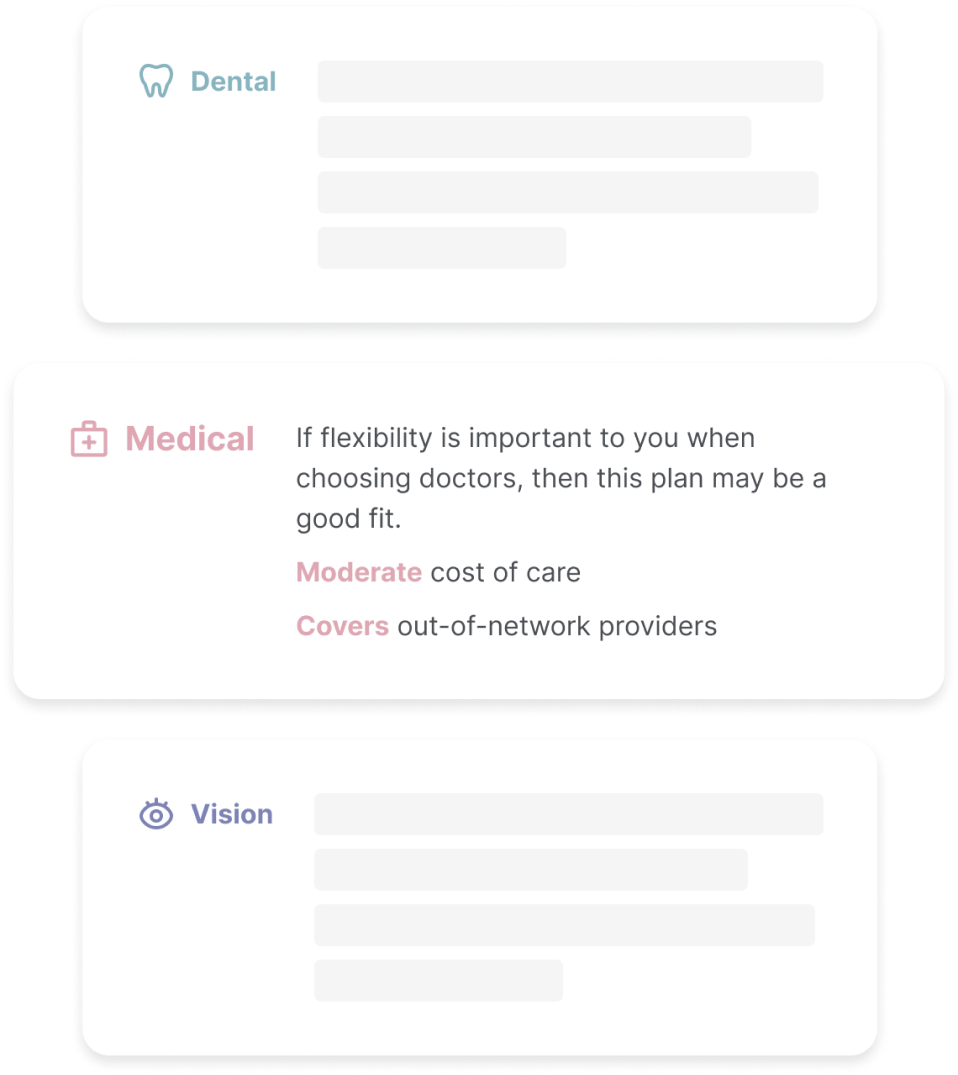 Dental
Medical
If flexibility is important to you when
choosing doctors, then this plan may be a
good fit.
Moderate cost of care
Covers out-of-network providers
Vision